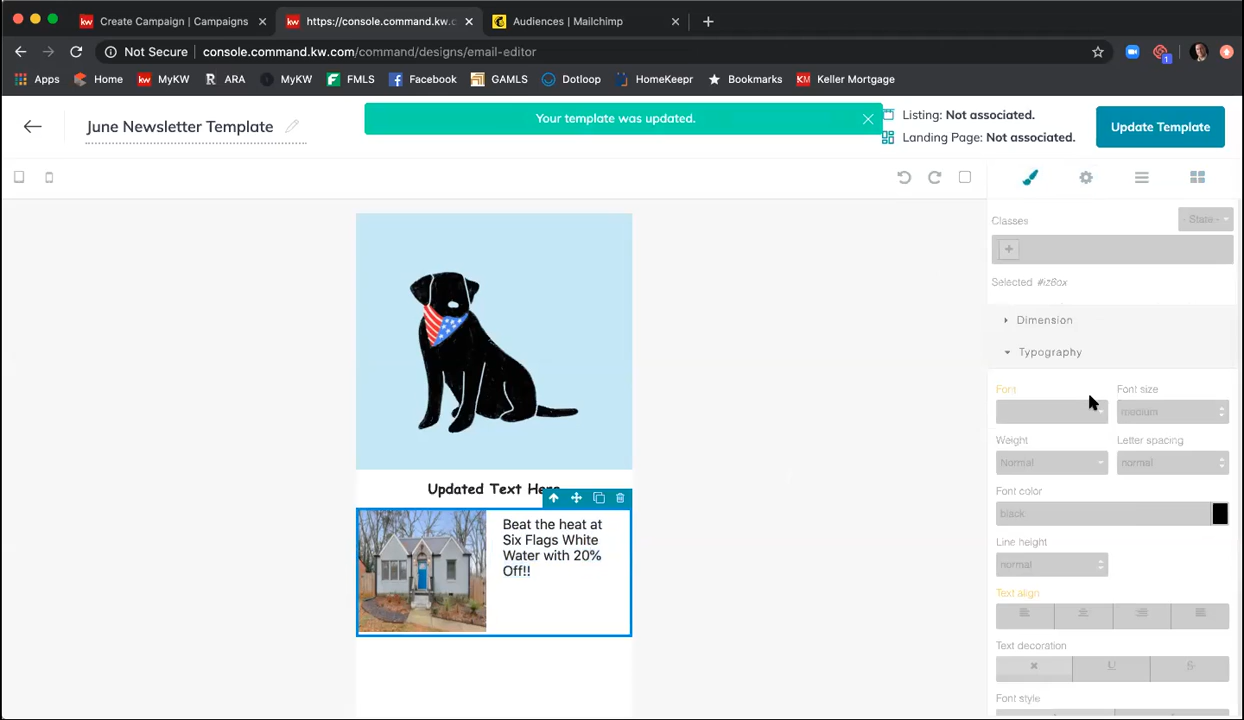 Create Campaign | Campaigns
https://console.command.kw.c
Audiences | Mailchimp
Not Secure
console.command.kw.com/command/designs/email-editor
1
Apps
Home
kw MyKW
R ARA
MyKW
F FMLS
f Facebook
GAMLS
Dotloop
HomeKeepr
Bookmarks
KM Keller Mortgage
June Newsletter Template
Your template was updated.
Listing: Not associated.
Landing Page: Not associated.
Update Template
Classes
- State -
Selected #iz6ox
Dimension
Typography
Font
Font size
medium
Weight
Letter spacing
Normal
normal
Font color
black
Line height
normal
Text align
Text decoration
Font style
Updated Text Here
Beat the heat at
Six Flags White
Water with 20%
Off!!